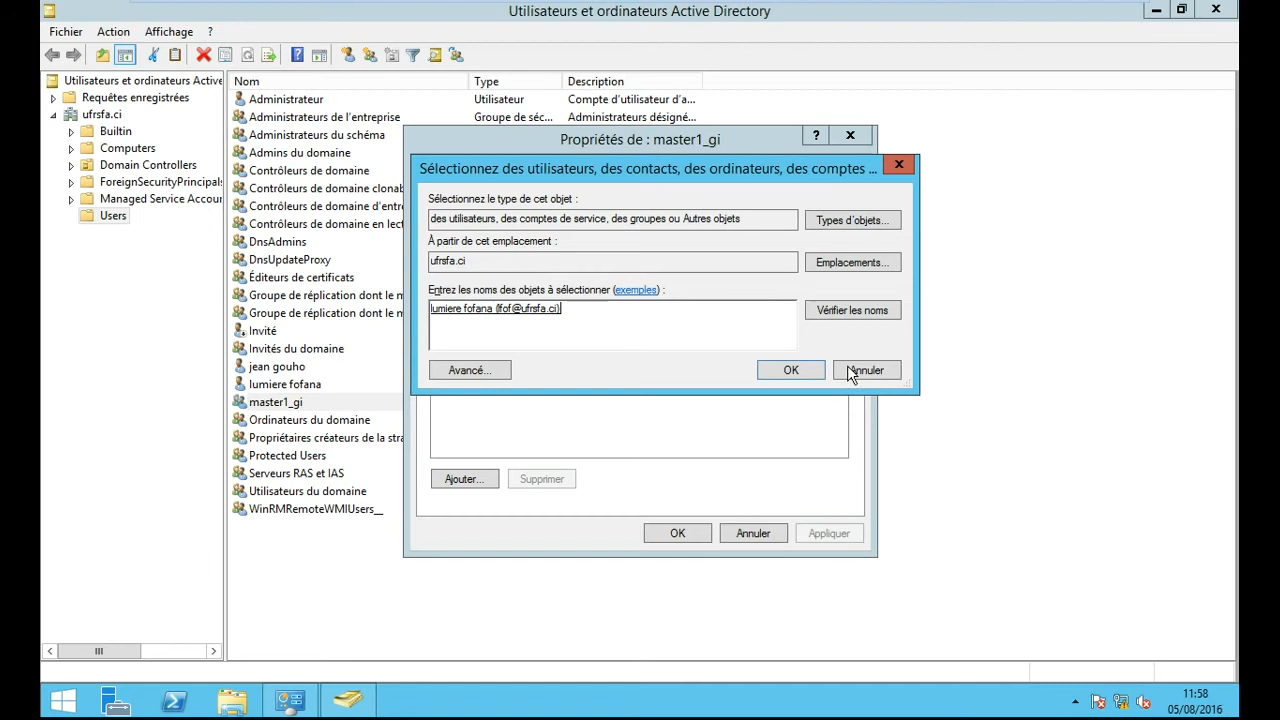 Utilisateurs et ordinateurs Active Directory
Fichier Action Affichage ?
Utilisateurs et ordinateurs Active
Requêtes enregistrées
ufrsfa.ci
Builtin
Computers
Domain Controllers
ForeignSecurityPrincipals
Managed Service Accoun
Users
Nom Type Description
Administrateur Utilisateur Compte d'utilisateur d'a...
Administrateurs de l'entreprise Groupe de séc... Administrateurs désigné...
Administrateurs du schéma
Admins du domaine
Contrôleurs de domaine
Contrôleurs de domaine clonab
Contrôleurs de domaine d'entre
Contrôleurs de domaine en lect
DnsAdmins
DnsUpdateProxy
Éditeurs de certificats
Groupe de réplication dont le m
Groupe de réplication dont le m
Invité
Invités du domaine
jean gouho
lumiere fofana
master1_gi
Ordinateurs du domaine
Propriétaires créateurs de la stra
Protected Users
Serveurs RAS et IAS
Utilisateurs du domaine
WinRMRemoteWMIUsers__
Propriétés de : master1_gi
?
Sélectionnez des utilisateurs, des contacts, des ordinateurs, des comptes ...
Sélectionnez le type de cet objet :
des utilisateurs, des comptes de service, des groupes ou Autres objets
Types d'objets...
À partir de cet emplacement :
ufrsfa.ci
Emplacements...
Entrez les noms des objets à sélectionner (exemples) :
lumiere fofana (lfof@ufrsfa.ci)
Vérifier les noms
Avancé... OK Annuler
Ajouter... Supprimer
OK Annuler Appliquer
11:58
05/08/2016